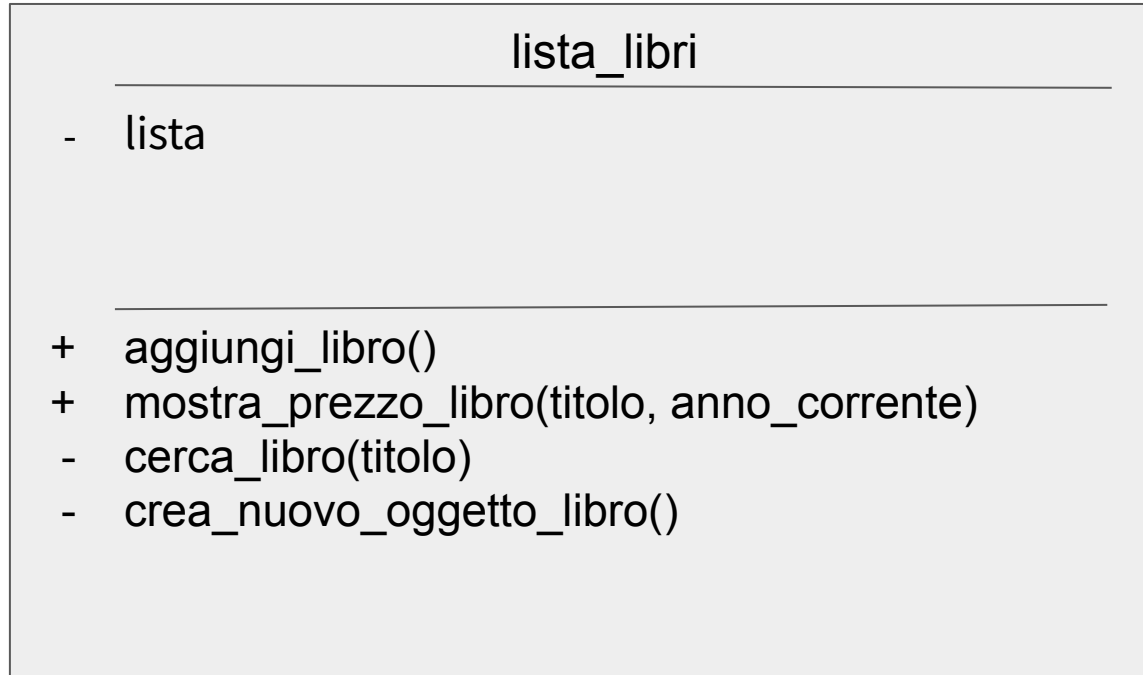 lista_libri
- lista
+ aggiungi_libro()
+ mostra_prezzo_libro(titolo, anno_corrente)
- cerca_libro(titolo)
- crea_nuovo_oggetto_libro()